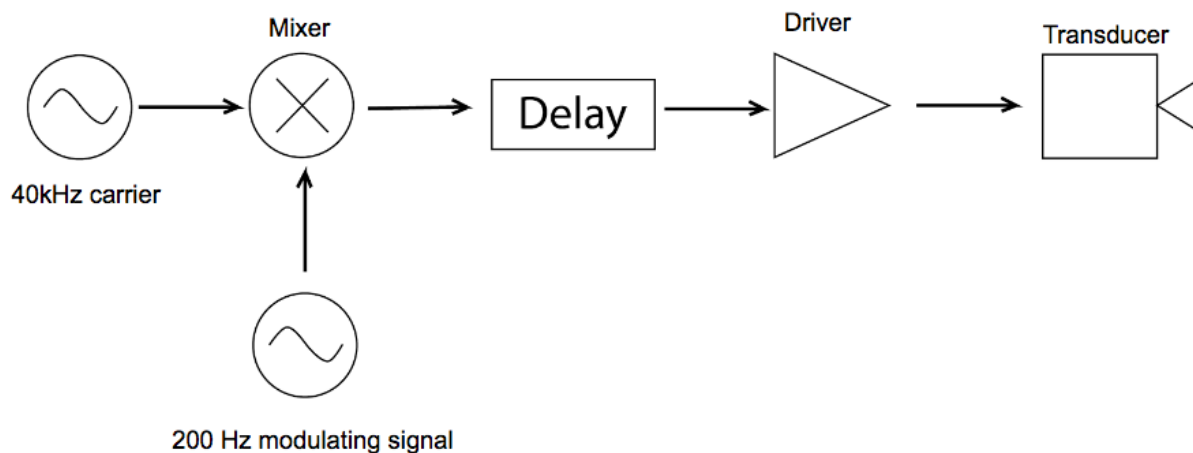 Mixer
Driver
Transducer
Delay
40kHz carrier
200 Hz modulating signal